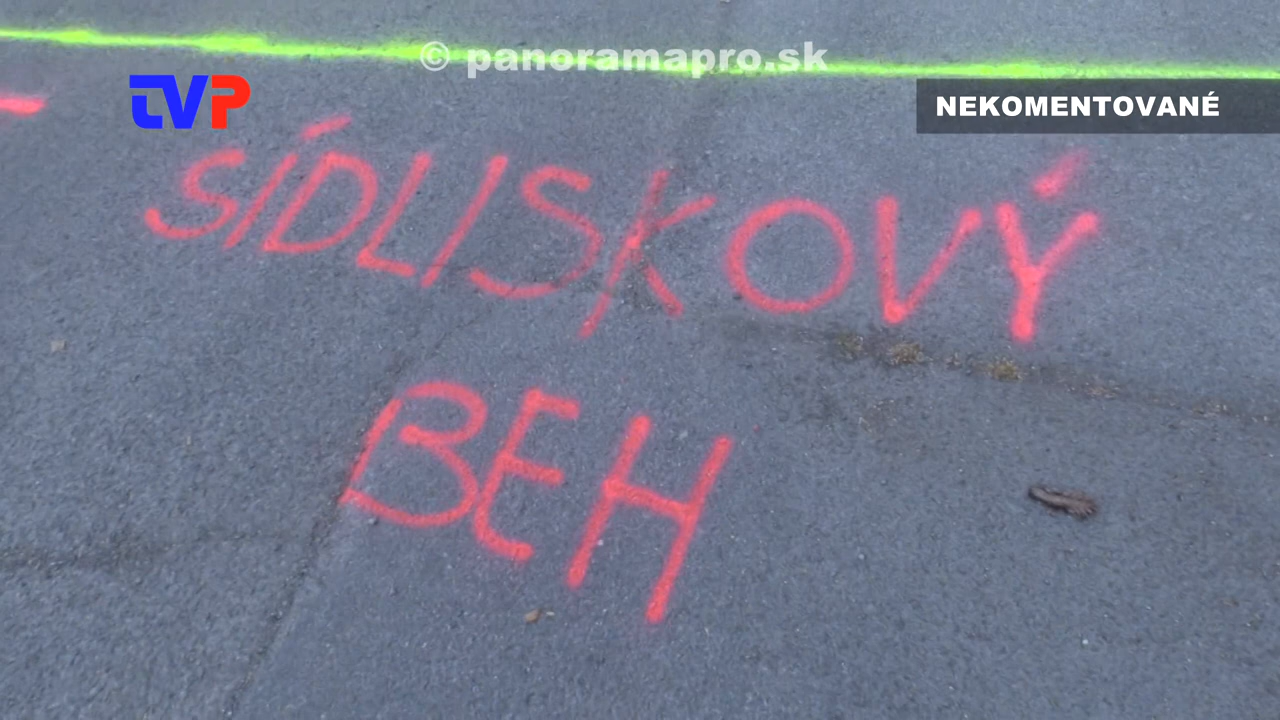 © panoramapro.sk
TVP
NEKOMENTOVANÉ
SÍDLISKOVÝ
BEH